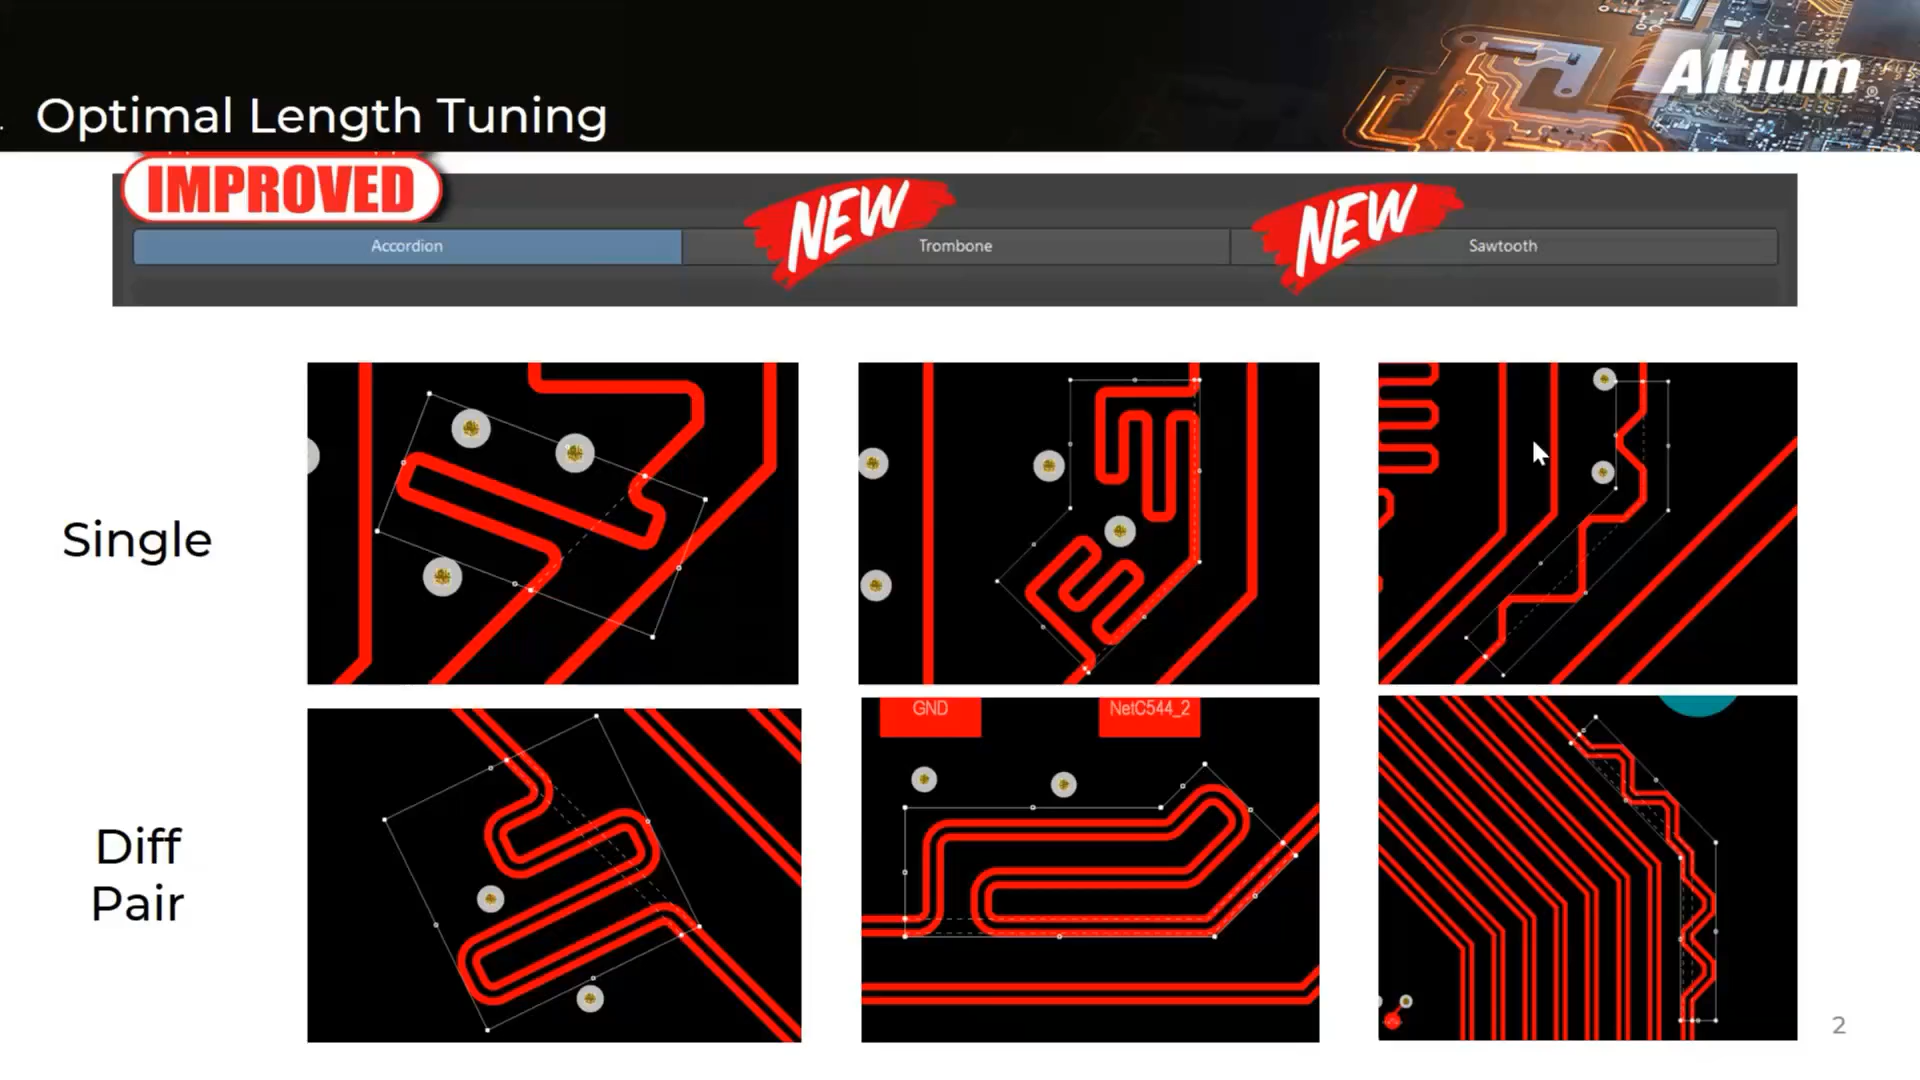 Altium
Optimal Length Tuning
IMPROVED
NEW
NEW
Accordion
Trombone
Sawtooth
Single
GND
NetC544_2
Diff
Pair
2